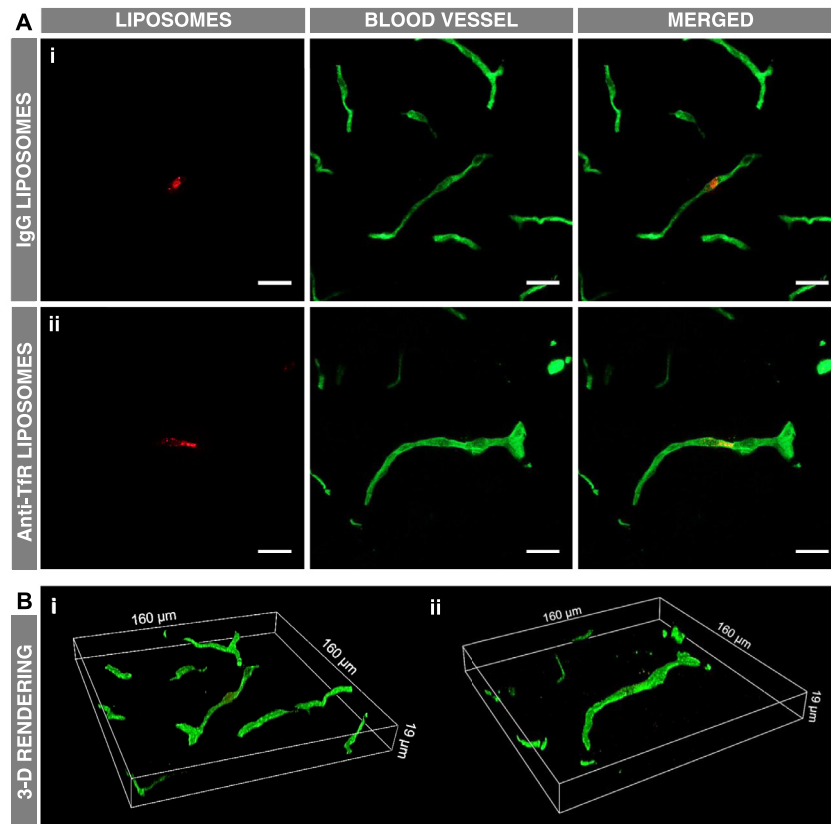 A
LIPOSOMES
BLOOD VESSEL
MERGED
IgG LIPOSOMES
i
Anti-TfR LIPOSOMES
ii
B
3-D RENDERING
i
160 µm
160 µm
19 µm
ii
160 µm
160 µm
19 µm